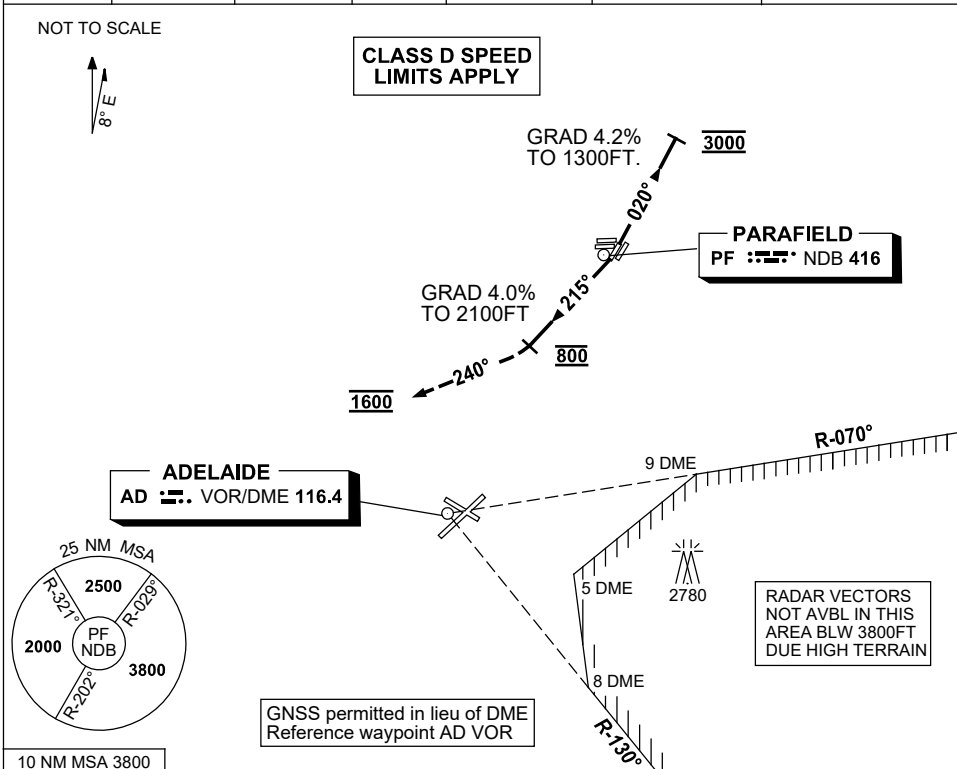 NOT TO SCALE
8° E
CLASS D SPEED
LIMITS APPLY
GRAD 4.2%
TO 1300FT.
3000
020°
PARAFIELD
PF NDB 416
215°
GRAD 4.0%
TO 2100FT
800
240°
1600
R-070°
9 DME
ADELAIDE
AD VOR/DME 116.4
25 NM MSA
2500
R-321°
R-029°
PF
NDB
2000
3800
R-202°
5 DME
2780
RADAR VECTORS
NOT AVBL IN THIS
AREA BLW 3800FT
DUE HIGH TERRAIN
8 DME
R-130°
GNSS permitted in lieu of DME
Reference waypoint AD VOR
10 NM MSA 3800